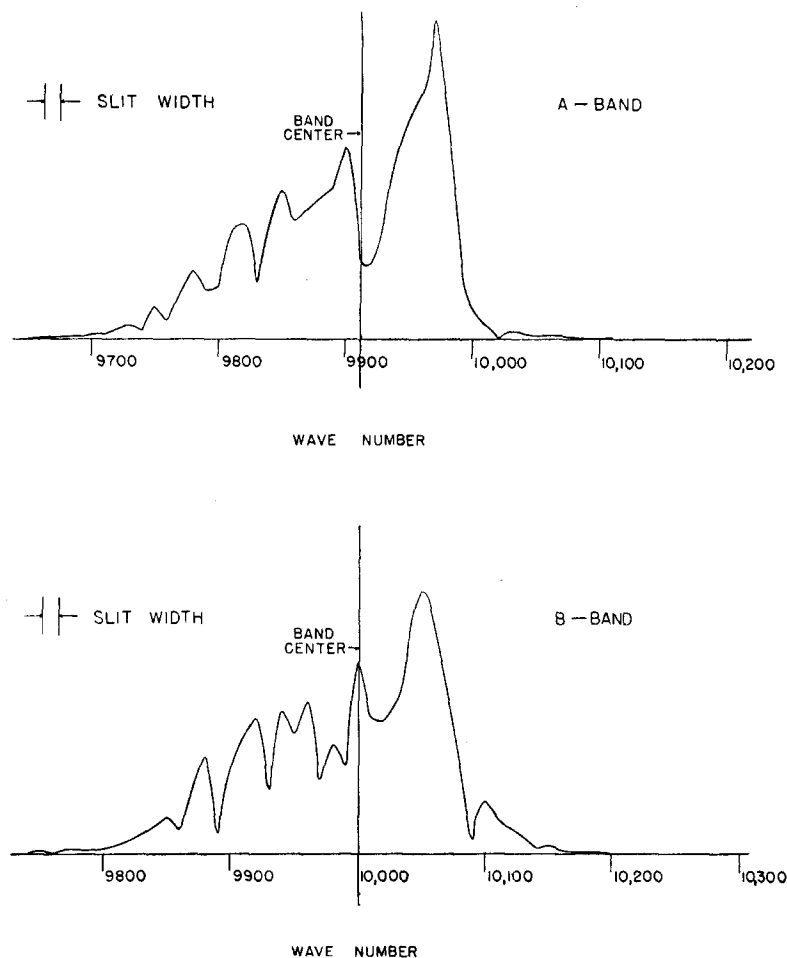 SLIT WIDTH
A - BAND
BAND
CENTER
9700 9800 9900 10,000 10,100 10,200
WAVE NUMBER
SLIT WIDTH
B - BAND
BAND
CENTER
9800 9900 10,000 10,100 10,200 10,300
WAVE NUMBER